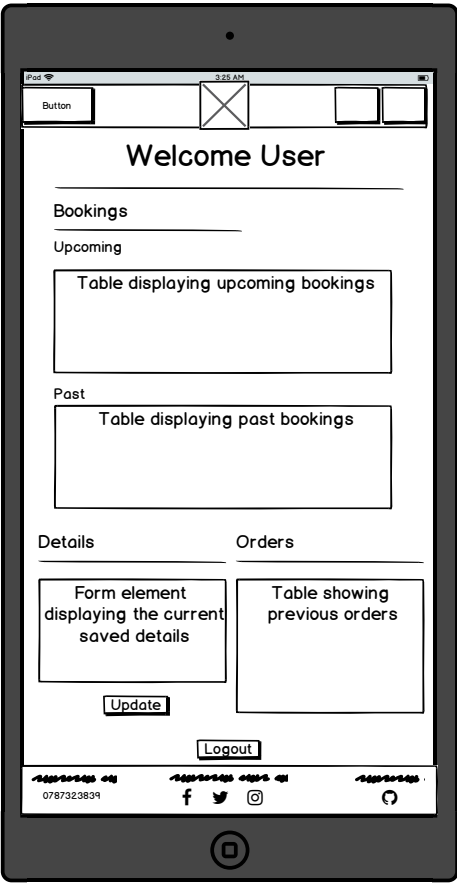 iPad
3:25 AM
Button
Welcome User
Bookings
Upcoming
Table displaying upcoming bookings
Past
Table displaying past bookings
Details
Orders
Form element
displaying the current
saved details
Table showing
previous orders
Update
Logout
0787323839